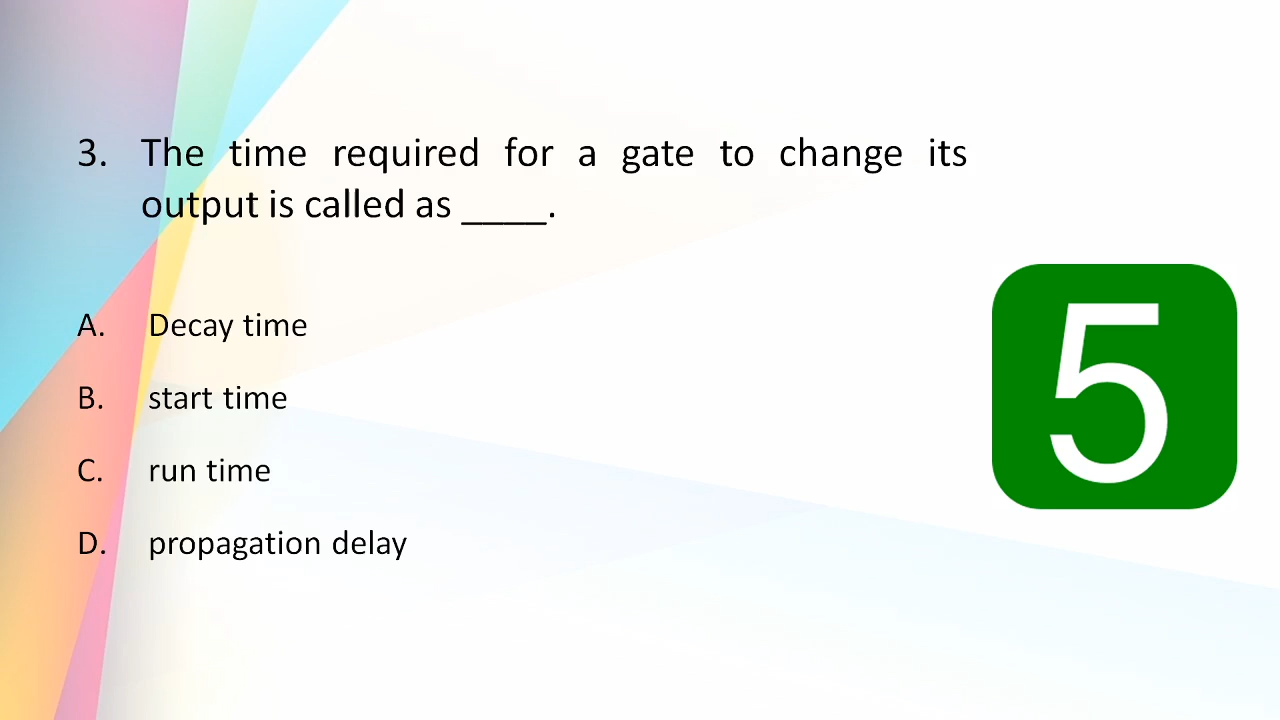 3. The time required for a gate to change its
output is called as ____.
A. Decay time
B. start time
5
C. run time
D. propagation delay